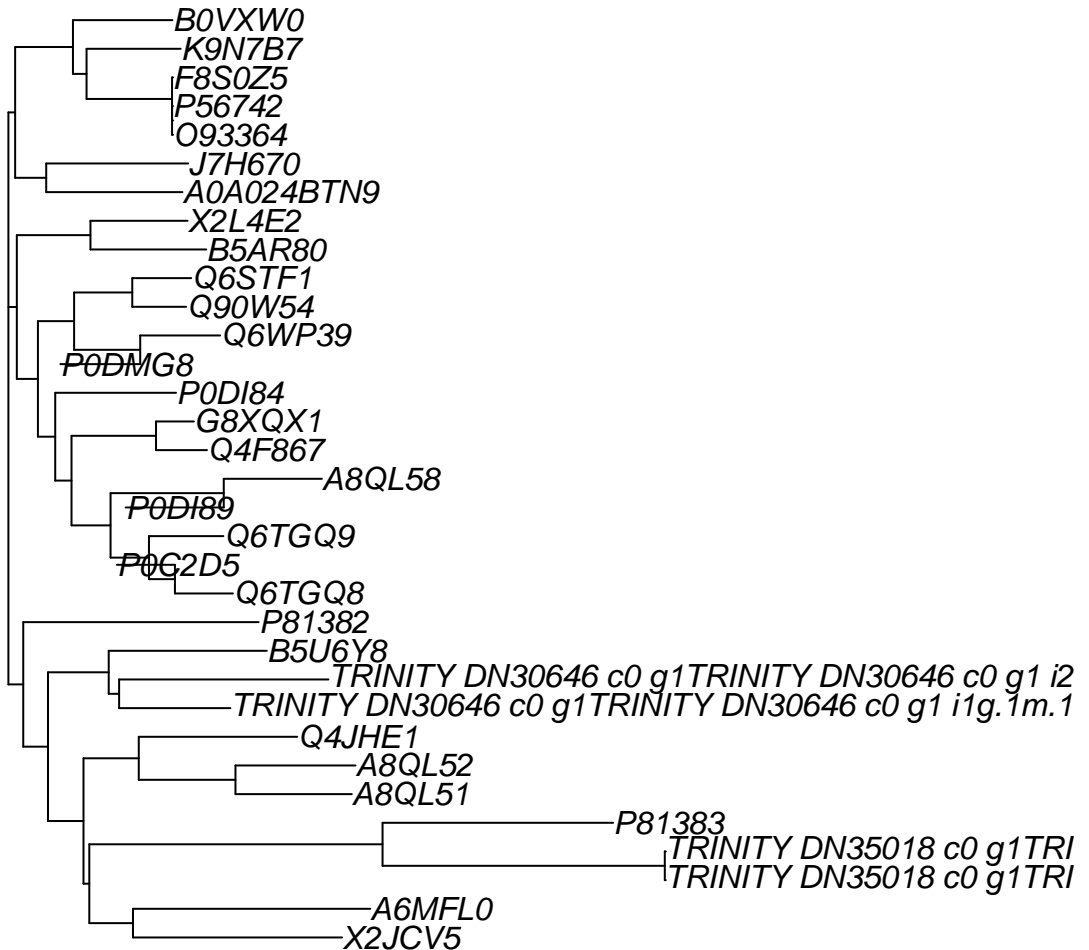 B0VXW0
K9N7B7
F8S0Z5
P56742
O93364
J7H670
A0A024BTN9
X2L4E2
B5AR80
Q6STF1
Q90W54
Q6WP39
P0DMG8
P0DI84
G8XQX1
Q4F867
A8QL58
P0DI89
Q6TGQ9
P0C2D5
Q6TGQ8
P81382
B5U6Y8
TRINITY DN30646 c0 g1TRINITY DN30646 c0 g1 i2
TRINITY DN30646 c0 g1TRINITY DN30646 c0 g1 i1g.1m.1
Q4JHE1
A8QL52
A8QL51
P81383
TRINITY DN35018 c0 g1TRI
TRINITY DN35018 c0 g1TRI
A6MFL0
X2JCV5